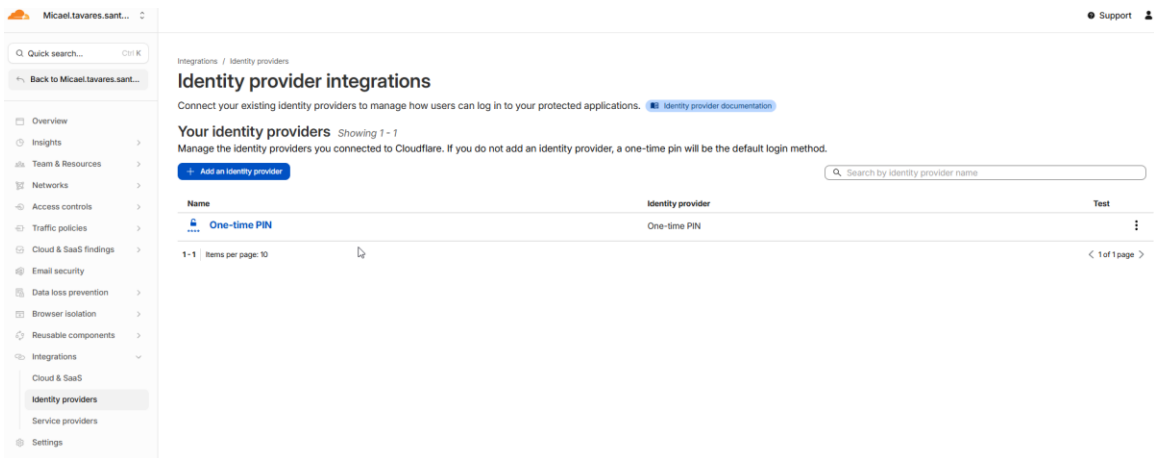 Micael.tavares.sant...
Support
Quick search...
Ctrl K
Back to Micael.tavares.sant...
Overview
Insights
Team & Resources
Networks
Access controls
Traffic policies
Cloud & SaaS findings
Email security
Data loss prevention
Browser isolation
Reusable components
Integrations
Cloud & SaaS
Identity providers
Service providers
Settings
Integrations / Identity providers
Identity provider integrations
Connect your existing identity providers to manage how users can log in to your protected applications. Identity provider documentation
Your identity providers Showing 1 - 1
Manage the identity providers you connected to Cloudflare. If you do not add an identity provider, a one-time pin will be the default login method.
+ Add an identity provider
Search by identity provider name
Name Identity provider Test
One-time PIN One-time PIN
1 - 1 Items per page: 10
< 1 of 1 page >